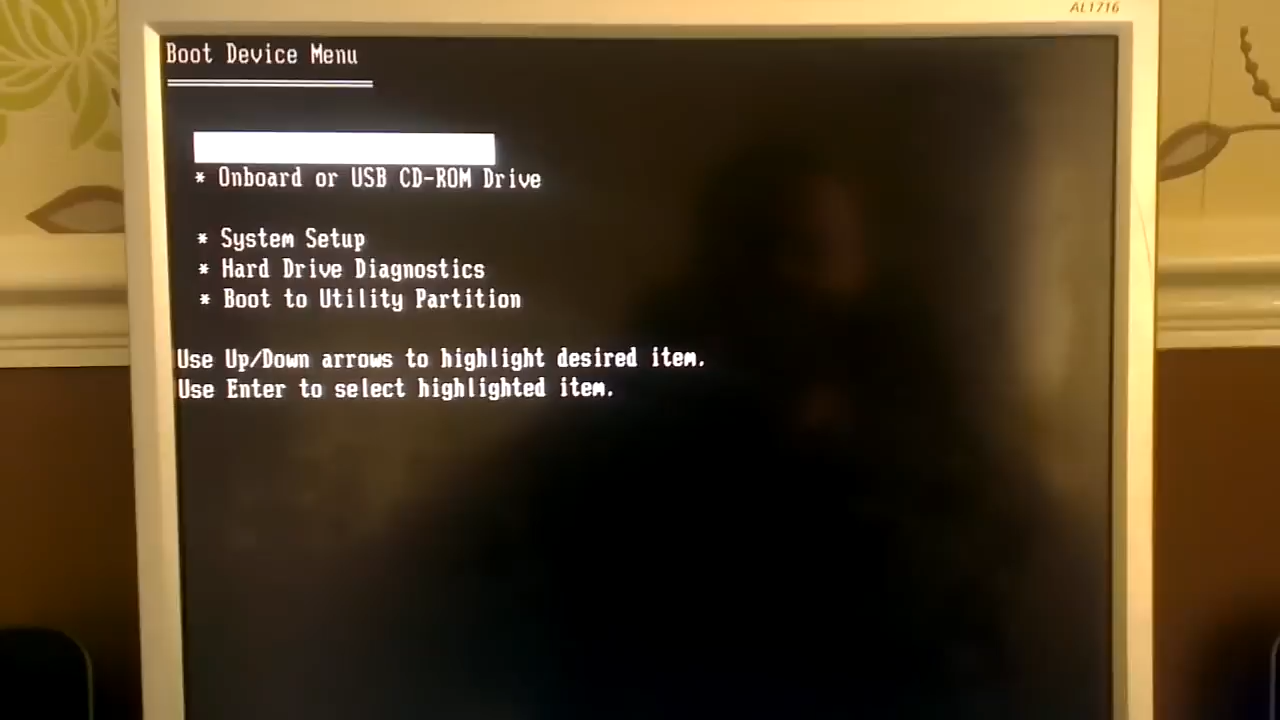 AL1716
Boot Device Menu
* Onboard or USB CD-ROM Drive
* System Setup
* Hard Drive Diagnostics
* Boot to Utility Partition
Use Up/Down arrows to highlight desired item.
Use Enter to select highlighted item.